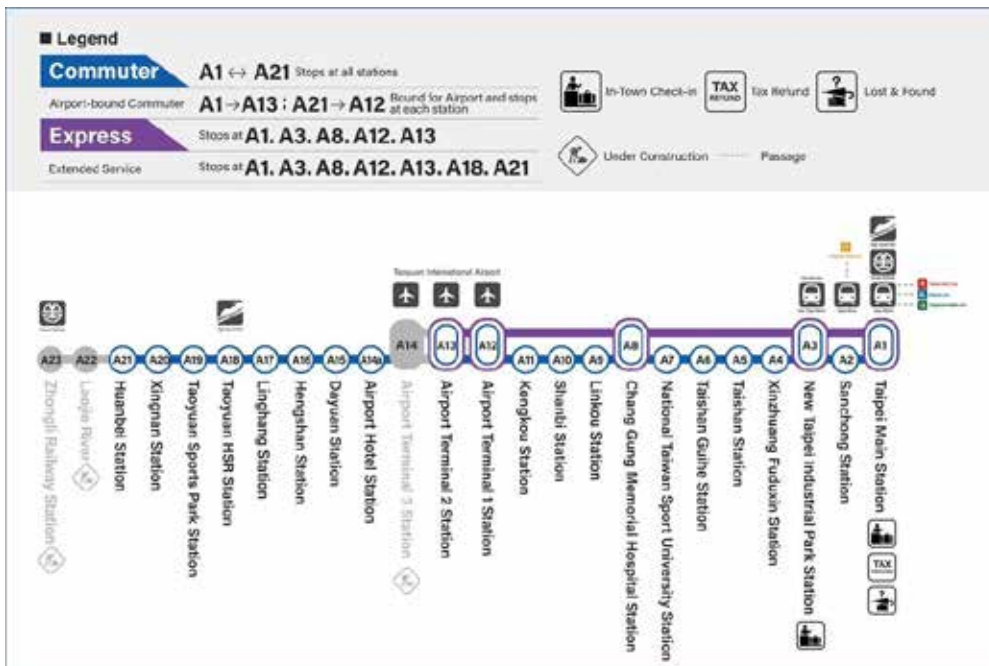 Legend
Commuter A1 ↔ A21 Stops at all stations
Airport-bound Commuter A1→A13 ; A21→A12 Bound for Airport and stops at each station
Express Stops at A1. A3. A8. A12. A13
Extended Service Stops at A1. A3. A8. A12. A13. A18. A21
In-Town Check-in
TAX REFUND Tax Refund
Lost & Found
Under Construction
Passage
Taoyuan International Airport
A23 A22 A21 A20 A19 A18 A17 A16 A15 A14a A14 A13 A12 A11 A10 A9 A8 A7 A6 A5 A4 A3 A2 A1
Zhongli Railway Station
Laojie River
Huanbei Station
Xingnan Station
Taoyuan Sports Park Station
Taoyuan HSR Station
Linghang Station
Hengshan Station
Dayuan Station
Airport Hotel Station
Airport Terminal 3 Station
Airport Terminal 2 Station
Airport Terminal 1 Station
Kengkou Station
Shanbi Station
Linkou Station
Chang Gung Memorial Hospital Station
National Taiwan Sport University Station
Taishan Guihe Station
Taishan Station
Xinzhuang Fuduxin Station
New Taipei Industrial Park Station
Sanchong Station
Taipei Main Station
TAX